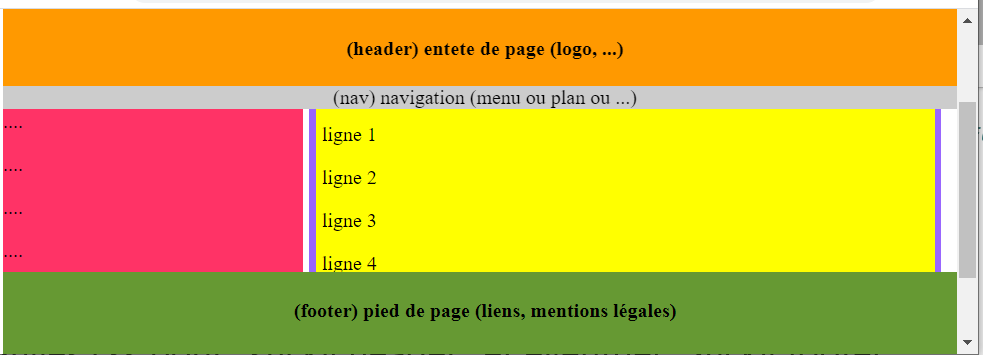 (header) entete de page (logo, ...)
(nav) navigation (menu ou plan ou ...)
....
ligne 1
....
ligne 2
....
ligne 3
....
ligne 4
(footer) pied de page (liens, mentions légales)